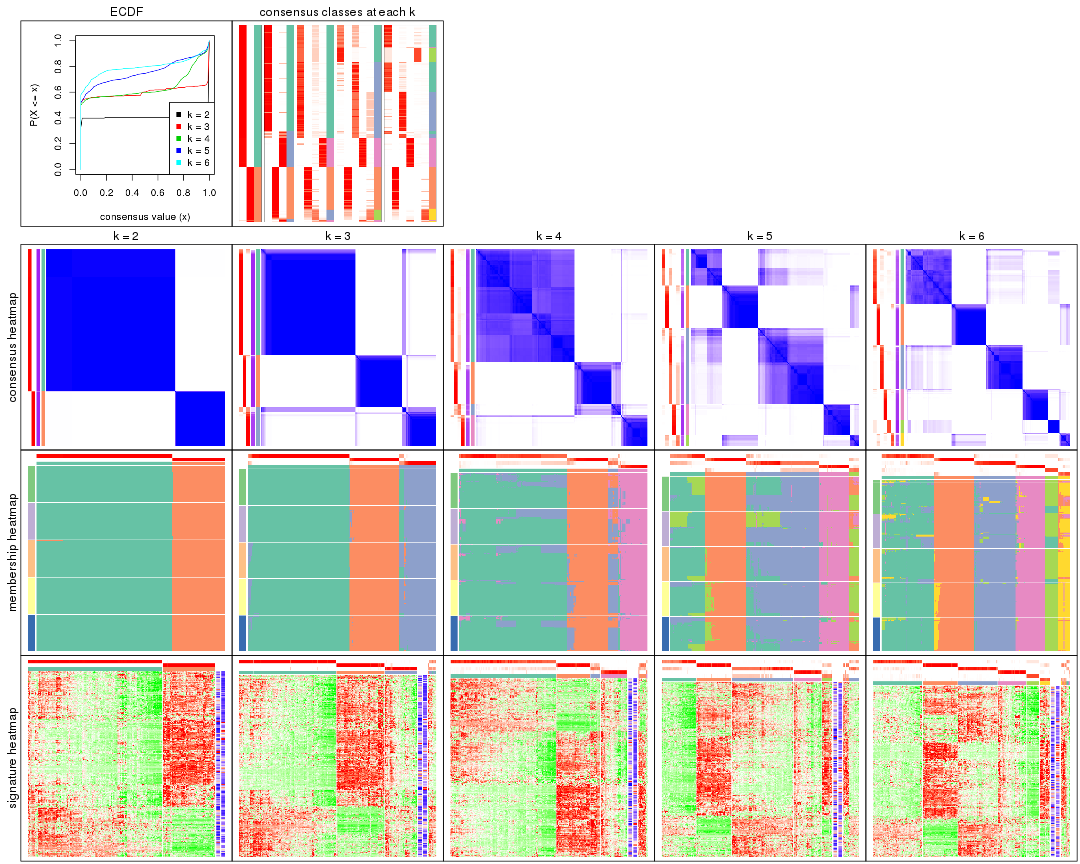 ECDF
consensus classes at each k
P(X <= x)
1.0
0.8
0.6
0.4
0.2
0.0
k = 2
k = 3
k = 4
k = 5
k = 6
0.0 0.2 0.4 0.6 0.8 1.0
consensus value (x)
k = 2
k = 3
k = 4
k = 5
k = 6
consensus heatmap
membership heatmap
signature heatmap